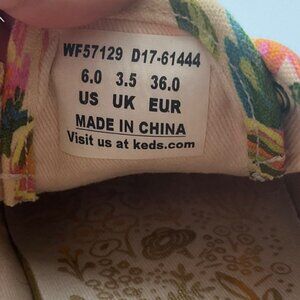 WF57129 D17-61444
6.0 3.5 36.0
US UK EUR
MADE IN CHINA
Visit us at keds.com